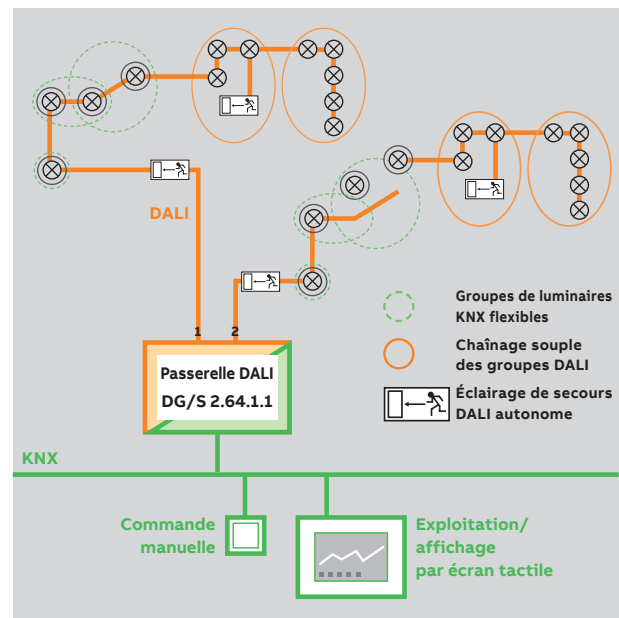 DALI
1 2
Passerelle DALI
DG/S 2.64.1.1
Groupes de luminaires
KNX flexibles
Chaînage souple
des groupes DALI
Éclairage de secours
DALI autonome
KNX
Commande
manuelle
Exploitation/
affichage
par écran tactile